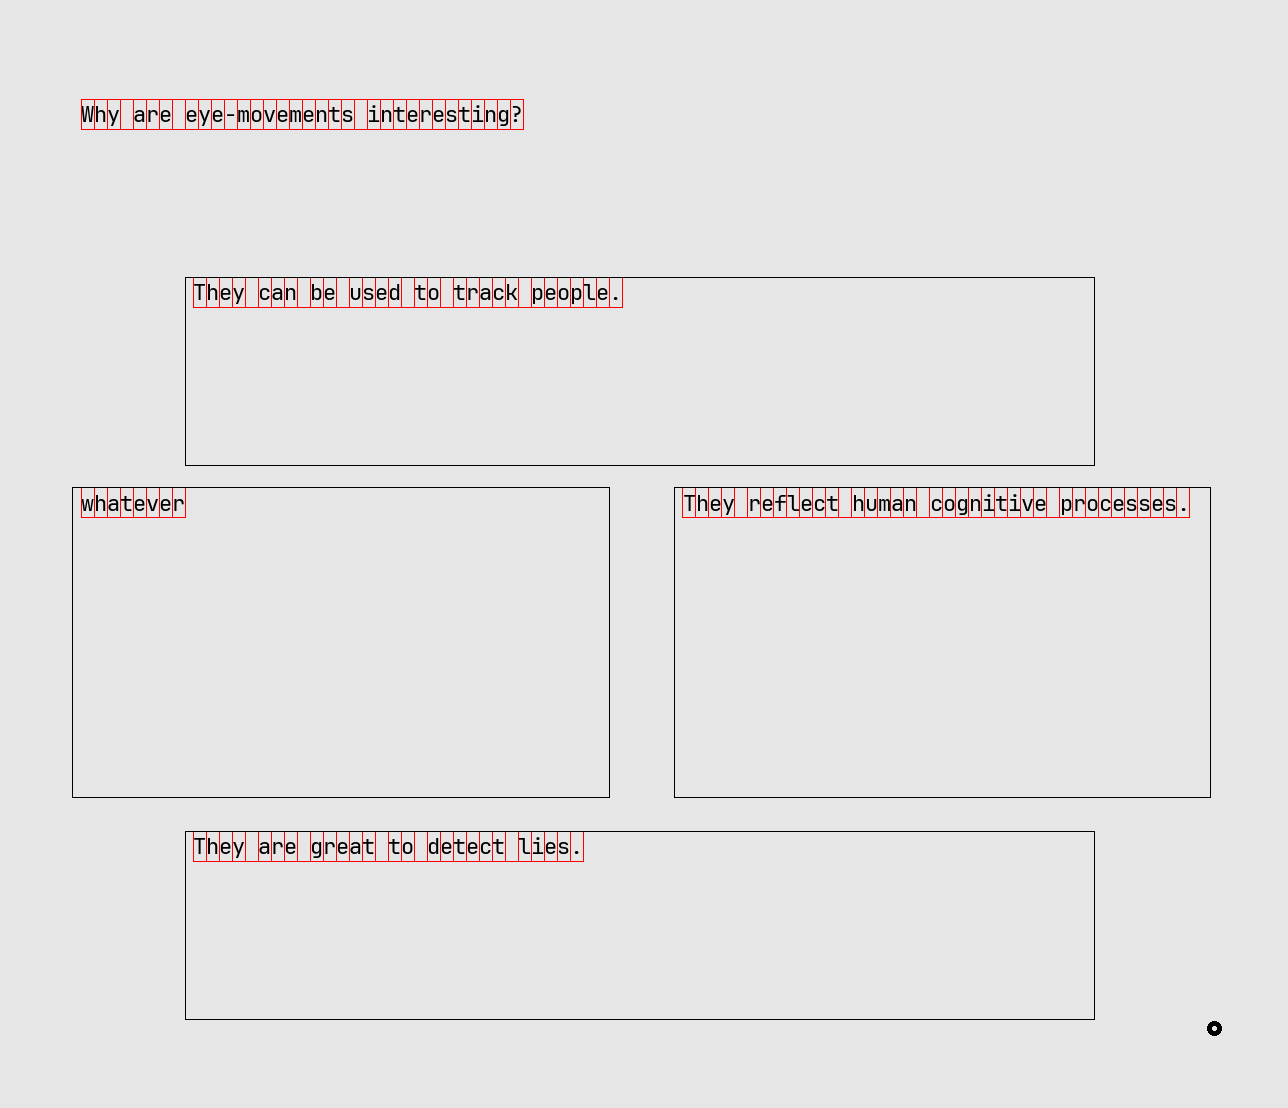 Why are eye-movements interesting?
They can be used to track people.
whatever
They reflect human cognitive processes.
They are great to detect lies.